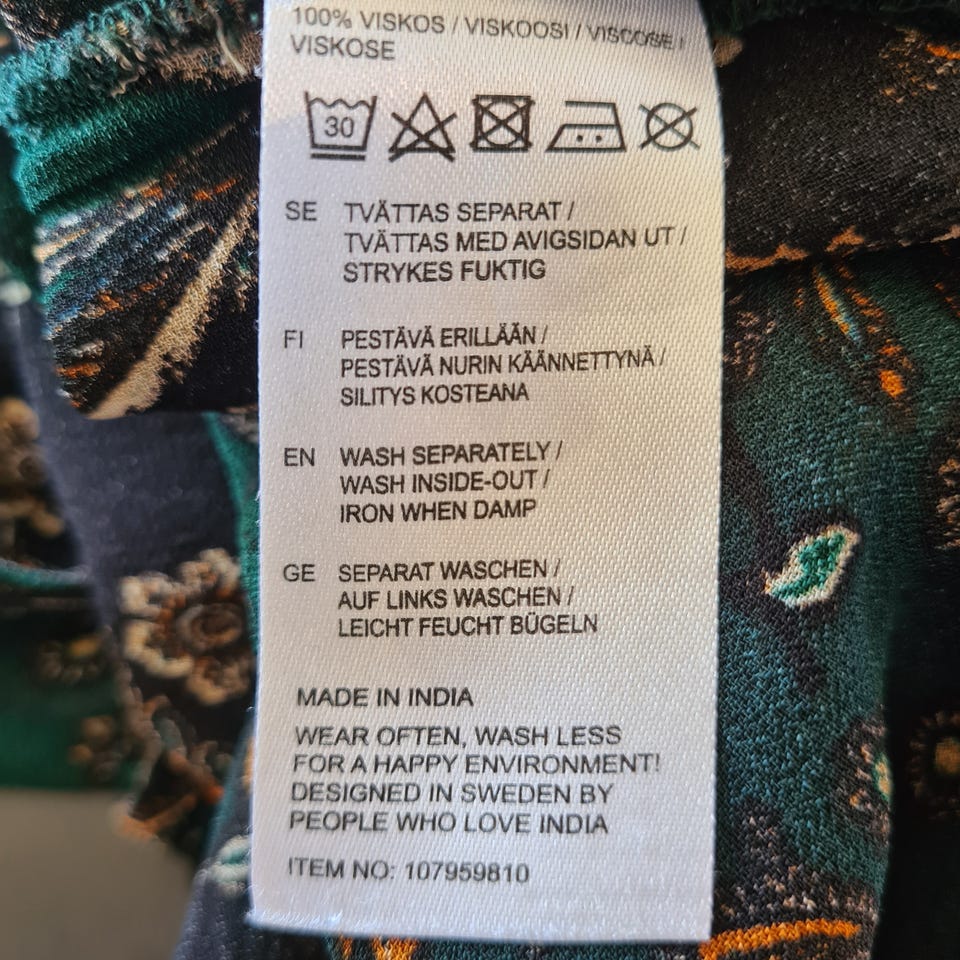 100% VISKOS / VISKOOSI / VISCOSE /
VISKOSE
30
SE TVÄTTAS SEPARAT /
TVÄTTAS MED AVIGSIDAN UT /
STRYKES FUKTIG
FI PESTÄVÄ ERILLÄÄN /
PESTÄVÄ NURIN KÄÄNNETTYNÄ /
SILITYS KOSTEANA
EN WASH SEPARATELY /
WASH INSIDE-OUT /
IRON WHEN DAMP
GE SEPARAT WASCHEN /
AUF LINKS WASCHEN /
LEICHT FEUCHT BÜGELN
MADE IN INDIA
WEAR OFTEN, WASH LESS
FOR A HAPPY ENVIRONMENT!
DESIGNED IN SWEDEN BY
PEOPLE WHO LOVE INDIA
ITEM NO: 107959810